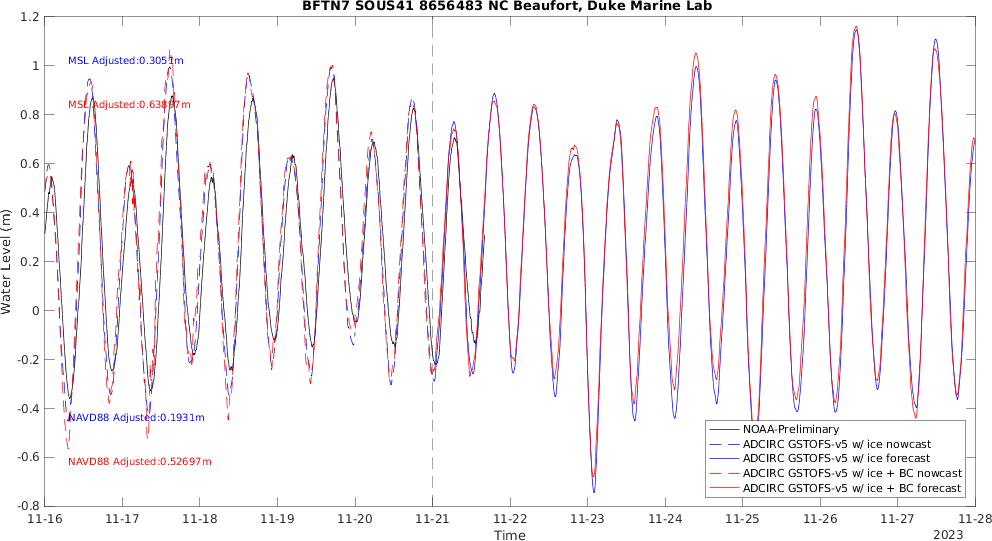 BFTN7 SOUS41 8656483 NC Beaufort, Duke Marine Lab
1.2
1
0.8
0.6
0.4
0.2
0
-0.2
-0.4
-0.6
-0.8
Water Level (m)
MSL Adjusted:0.3051m
MSL Adjusted:0.63897m
NAVD88 Adjusted:0.1931m
NAVD88 Adjusted:0.52697m
NOAA-Preliminary
ADCIRC GSTOFS-v5 w/ ice nowcast
ADCIRC GSTOFS-v5 w/ ice forecast
ADCIRC GSTOFS-v5 w/ ice + BC nowcast
ADCIRC GSTOFS-v5 w/ ice + BC forecast
11-16 11-17 11-18 11-19 11-20 11-21 11-22 11-23 11-24 11-25 11-26 11-27 11-28
Time
2023